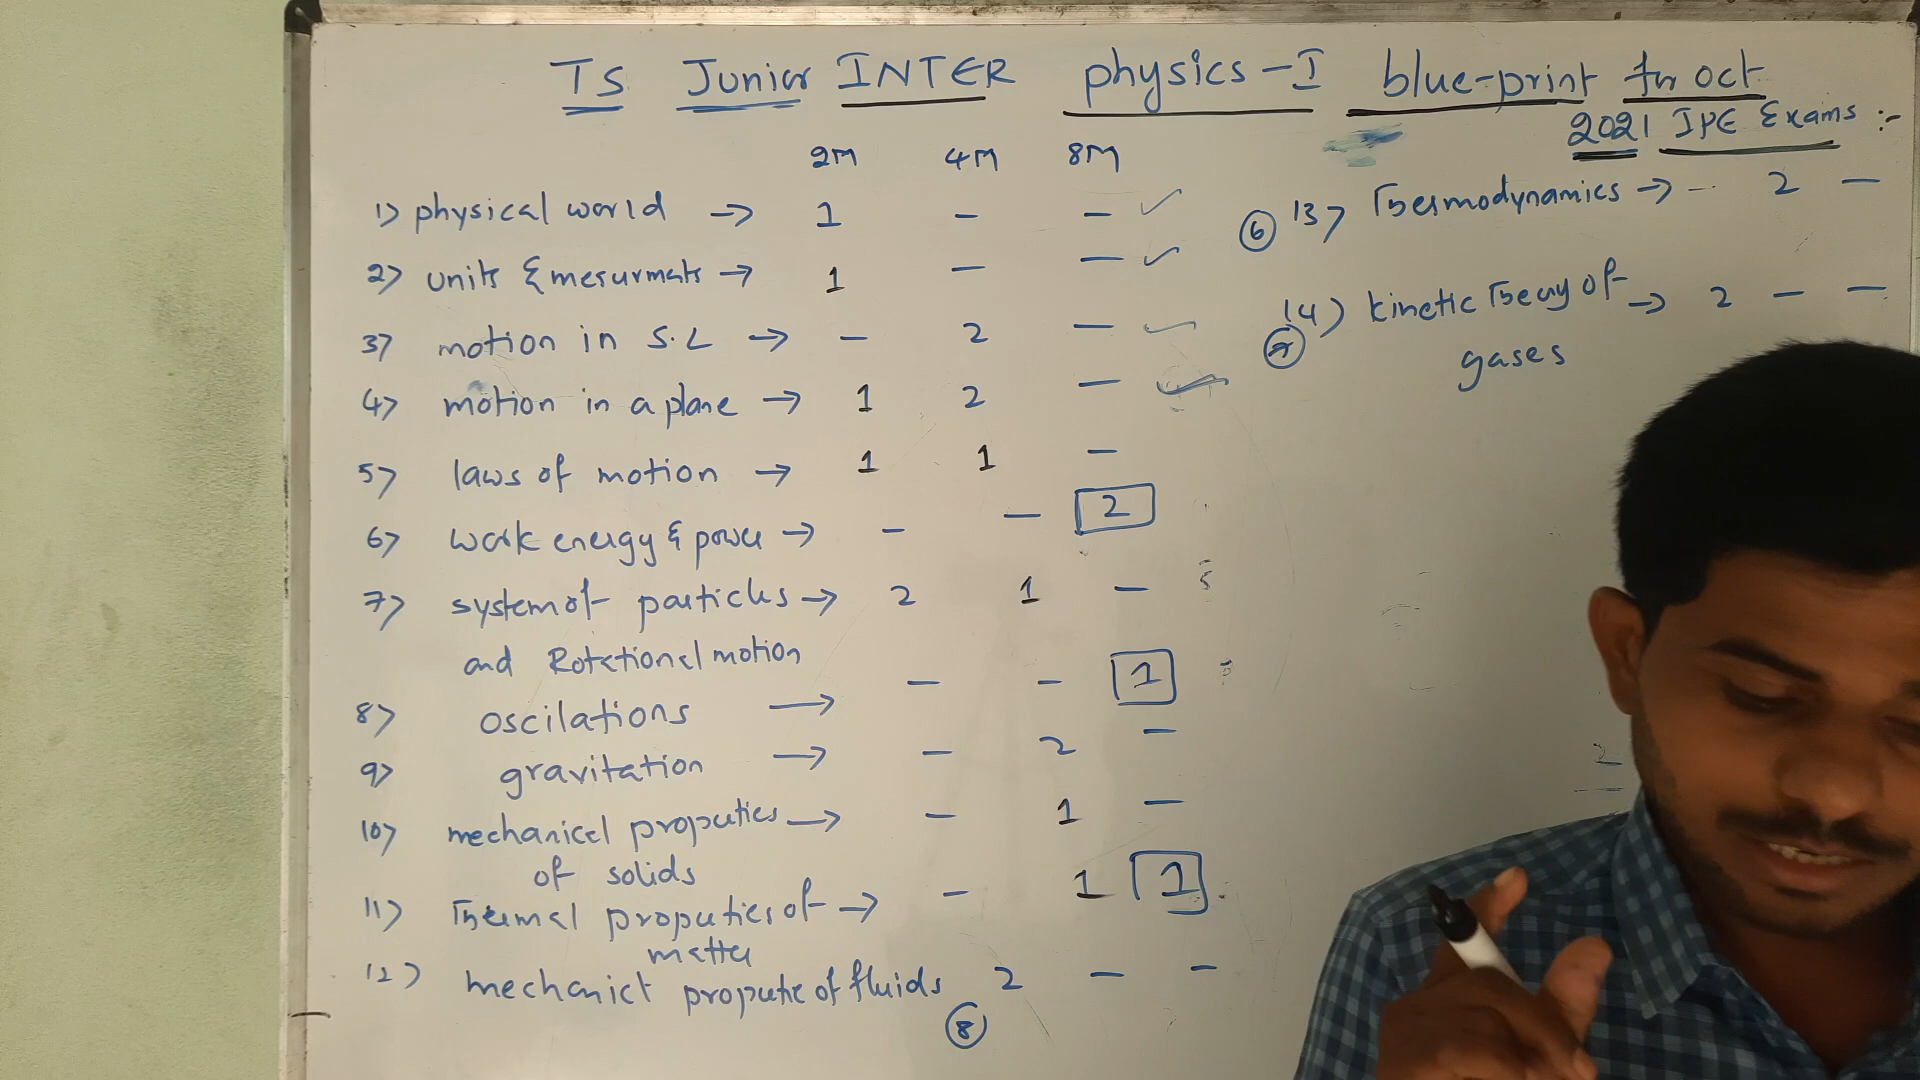 TS Junior INTER physics-I blue-print for oct
2021 IPE Exams :-
2M 4M 8M
1) physical world → 1 - - ✓
2) units & mesurmats → 1 - - ✓
3) motion in S.L → - 2 - ✓
4) motion in a plane → 1 2 -
5) laws of motion → 1 1 -
6) work energy & power → - - 2
7) system of particles → 2 1 -
and Rotational motion
8) oscilations → - - 1
9) gravitation → - 2 -
10) mechanical properties → - 1 -
of solids
11) Thermal properties of → - 1 1
matter
12) mechanict propertie of fluids 2 - -
8
6 13) Thermodynamics → - 2 -
14) kinetic Theory of → 2 - -
gases